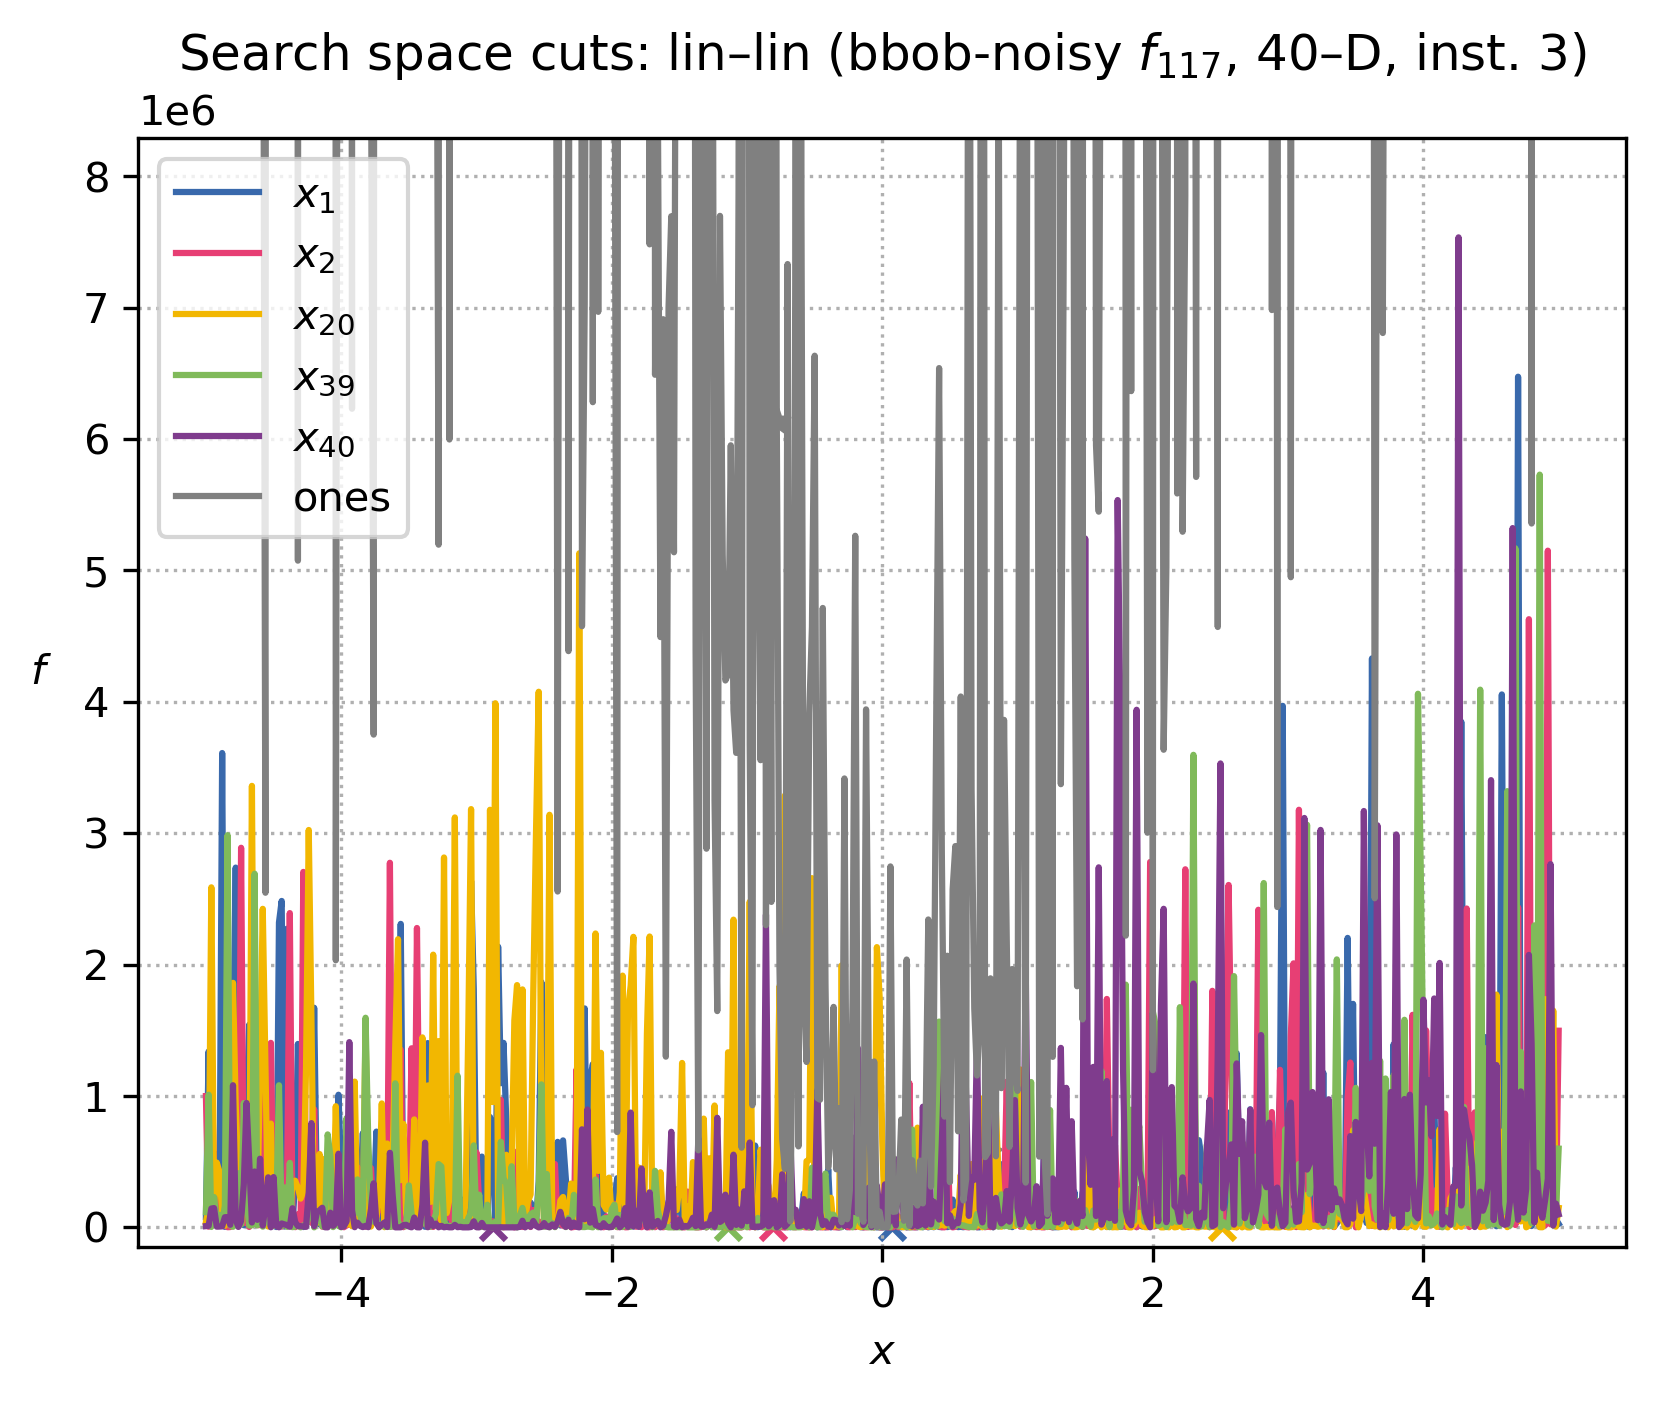 Search space cuts: lin–lin (bbob-noisy f117, 40–D, inst. 3)
1e6
8
7
6
5
4
3
2
1
0
f
x1
x2
x20
x39
x40
ones
−4
−2
0
2
4
x